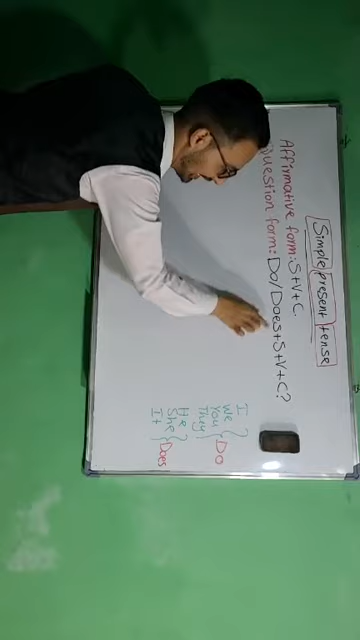 Simple present tense
Affirmative form: S+V+C.
Question form: Do/Does+S+V+C?
I
We
You
They
} Do
He
She
It
} Does